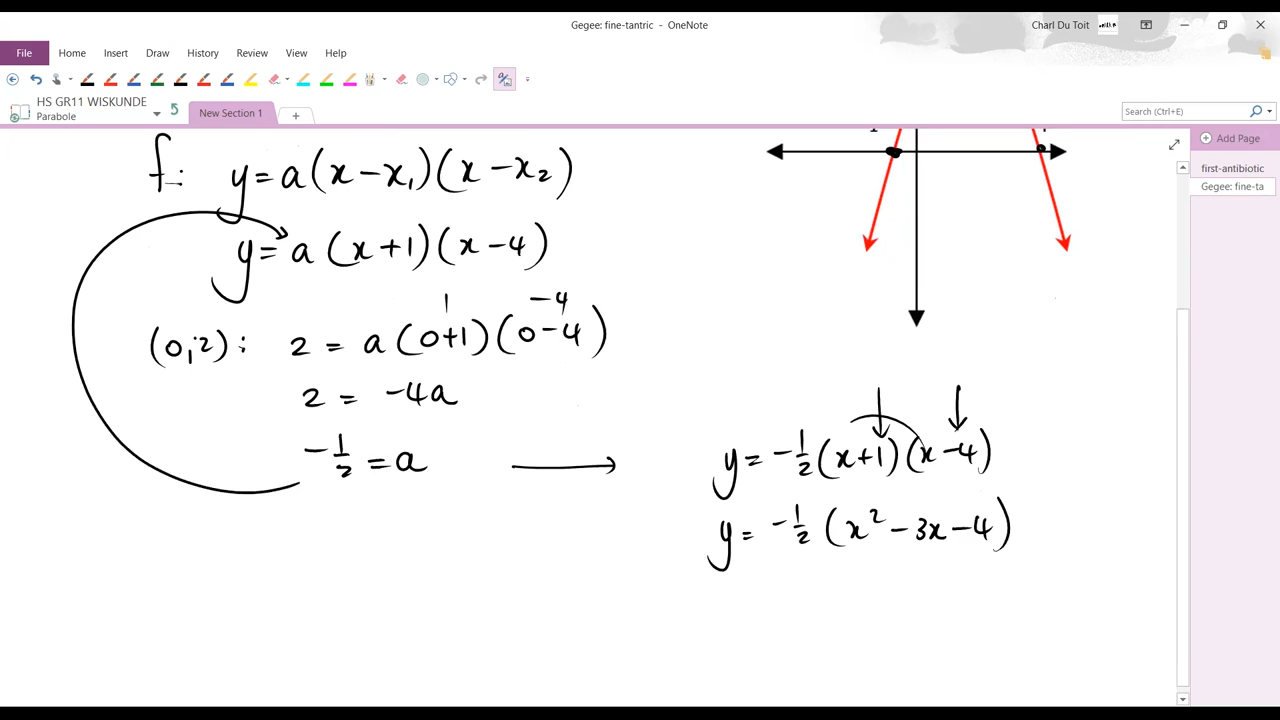 Gegee: fine-tantric - OneNote
Charl Du Toit
File Home Insert Draw History Review View Help
HS GR11 WISKUNDE
Parabole
New Section 1
+
Search (Ctrl+E)
Add Page
first-antibiotic
Gegee: fine-ta
f: y = a(x-x₁)(x-x₂)
y = a(x+1)(x-4)
1 -4
(0,2): 2 = a(0+1)(0-4)
2 = -4a
-1/2 = a
y = -1/2(x+1)(x-4)
y = -1/2(x²-3x-4)